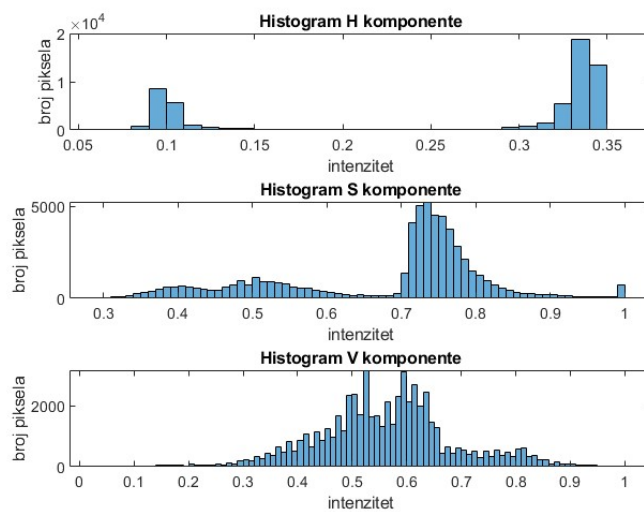 Histogram H komponente
×10⁴
2
1
0
broj piksela
0.05 0.1 0.15 0.2 0.25 0.3 0.35
intenzitet
Histogram S komponente
5000
0
broj piksela
0.3 0.4 0.5 0.6 0.7 0.8 0.9 1
intenzitet
Histogram V komponente
2000
0
broj piksela
0 0.1 0.2 0.3 0.4 0.5 0.6 0.7 0.8 0.9 1
intenzitet